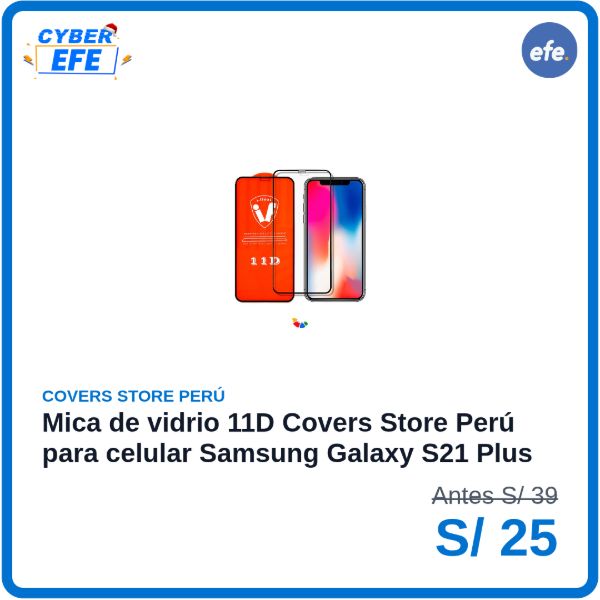 CYBER
EFE
efe.
11D
COVERS STORE PERÚ
Mica de vidrio 11D Covers Store Perú
para celular Samsung Galaxy S21 Plus
Antes S/ 39
S/ 25